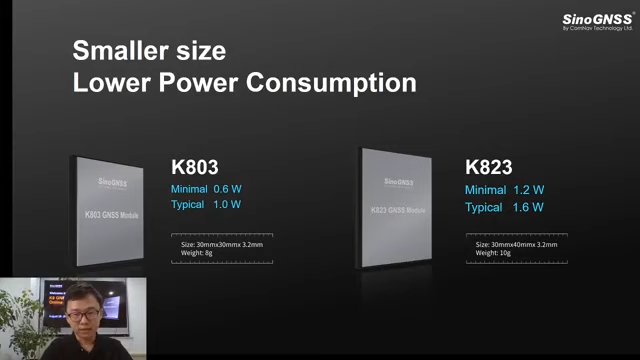 SinoGNSS
By ComNav Technology Ltd.
Smaller size
Lower Power Consumption
SinoGNSS
K803 GNSS Module
K803
Minimal 0.6 W
Typical 1.0 W
Size: 30mmx30mmx 3.2mm
Weight: 8g
SinoGNSS
K823 GNSS Module
K823
Minimal 1.2 W
Typical 1.6 W
Size: 30mmx40mmx 3.2mm
Weight: 10g